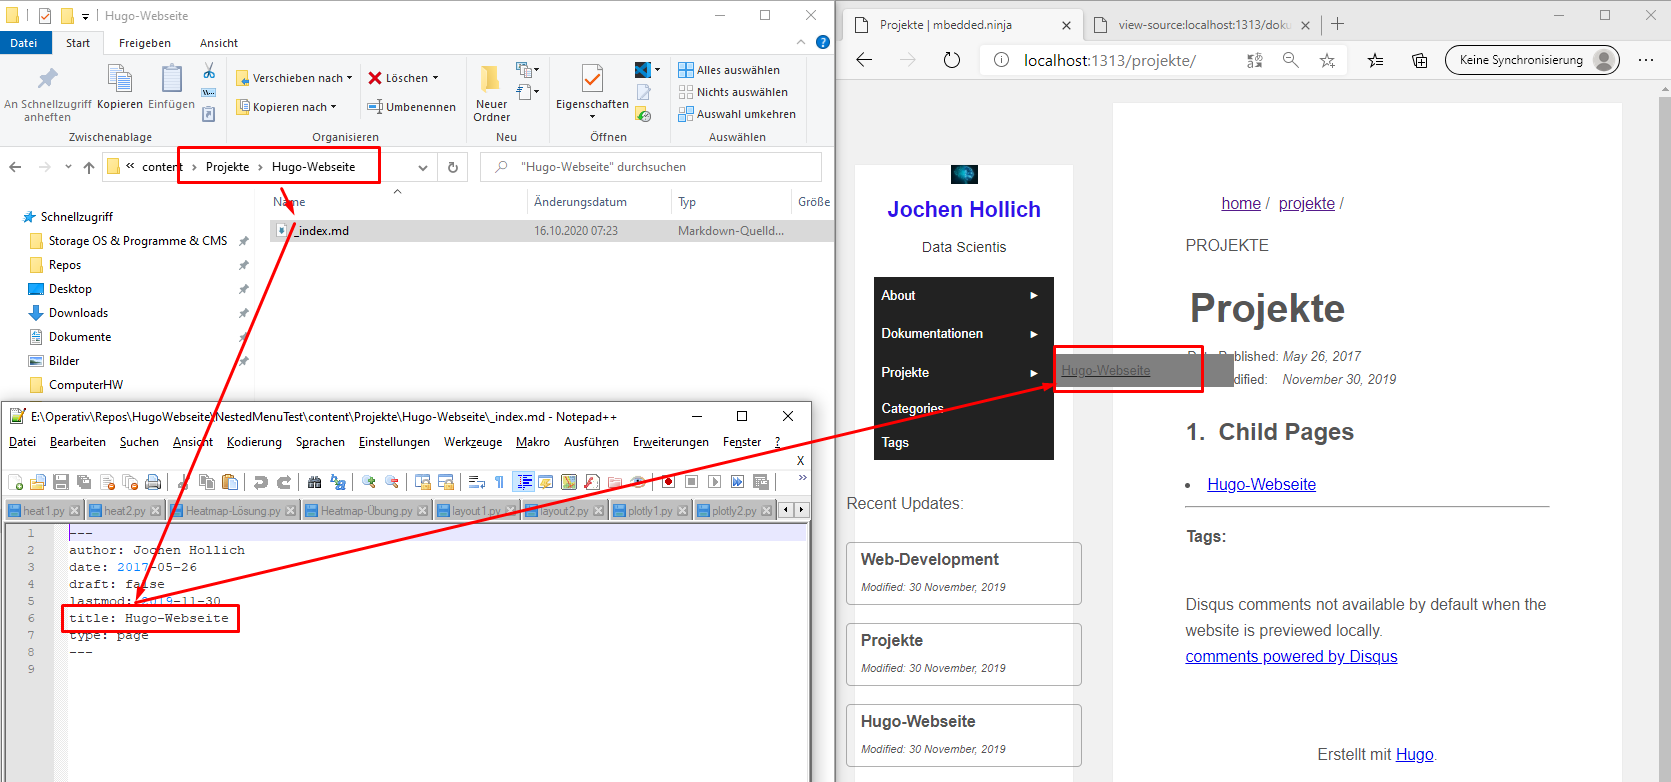 Hugo-Webseite
Datei Start Freigeben Ansicht
An Schnellzugriff anheften
Kopieren
Einfügen
Verschieben nach
Kopieren nach
Löschen
Umbenennen
Neuer Ordner
Eigenschaften
Alles auswählen
Nichts auswählen
Auswahl umkehren
Zwischenablage Organisieren Neu Öffnen Auswählen
« content › Projekte › Hugo-Webseite
"Hugo-Webseite" durchsuchen
Name Änderungsdatum Typ Größe
_index.md 16.10.2020 07:23 Markdown-Quelld...
Schnellzugriff
Storage OS & Programme & CMS
Repos
Desktop
Downloads
Dokumente
Bilder
ComputerHW
E:\Operativ\Repos\HugoWebseite\NestedMenuTest\content\Projekte\Hugo-Webseite\_index.md - Notepad++
Datei Bearbeiten Suchen Ansicht Kodierung Sprachen Einstellungen Werkzeuge Makro Ausführen Erweiterungen Fenster ?
X
heat1.py heat2.py Heatmap-Lösung.py Heatmap-Übung.py layout1.py layout2.py plotly1.py plotly2.py
1 ---
2 author: Jochen Hollich
3 date: 2017-05-26
4 draft: false
5 lastmod: 2019-11-30
6 title: Hugo-Webseite
7 type: page
8 ---
9
Projekte | mbedded.ninja
view-source:localhost:1313/doku
localhost:1313/projekte/
Keine Synchronisierung
Jochen Hollich
Data Scientis
About
Dokumentationen
Projekte
Hugo-Webseite
Categories
Tags
Recent Updates:
Web-Development
Modified: 30 November, 2019
Projekte
Modified: 30 November, 2019
Hugo-Webseite
Modified: 30 November, 2019
home / projekte /
PROJEKTE
Projekte
Published: May 26, 2017
November 30, 2019
1. Child Pages
Hugo-Webseite
Tags:
Disqus comments not available by default when the
website is previewed locally.
comments powered by Disqus
Erstellt mit Hugo.